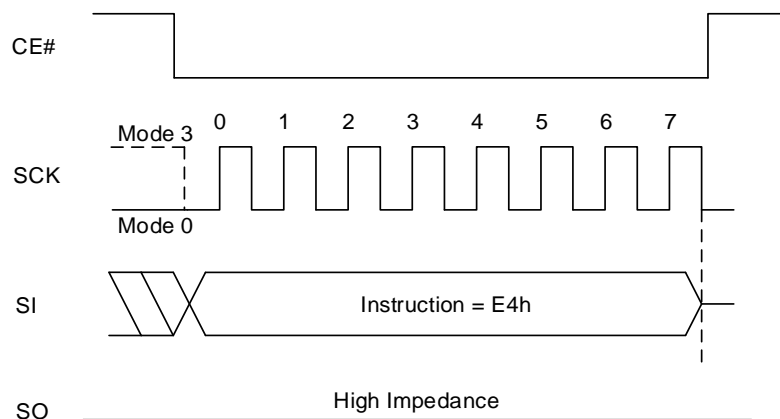 CE#
0 1 2 3 4 5 6 7
Mode 3
SCK
Mode 0
SI
Instruction = E4h
High Impedance
SO